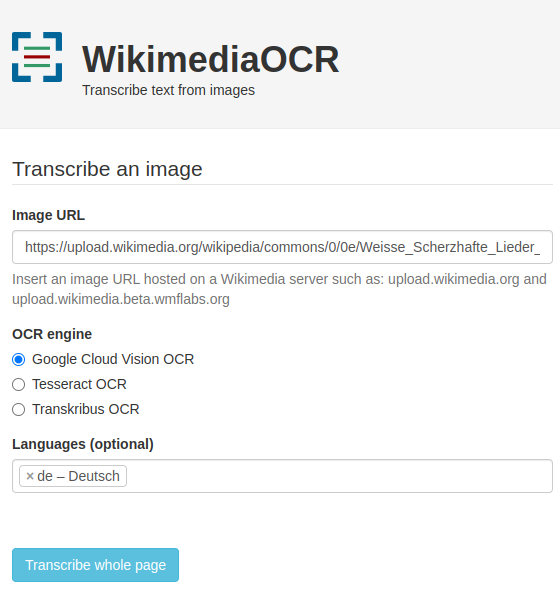 WikimediaOCR
Transcribe text from images
Transcribe an image
Image URL
https://upload.wikimedia.org/wikipedia/commons/0/0e/Weisse_Scherzhafte_Lieder_
Insert an image URL hosted on a Wikimedia server such as: upload.wikimedia.org and
upload.wikimedia.beta.wmflabs.org
OCR engine
Google Cloud Vision OCR
Tesseract OCR
Transkribus OCR
Languages (optional)
× de – Deutsch
Transcribe whole page